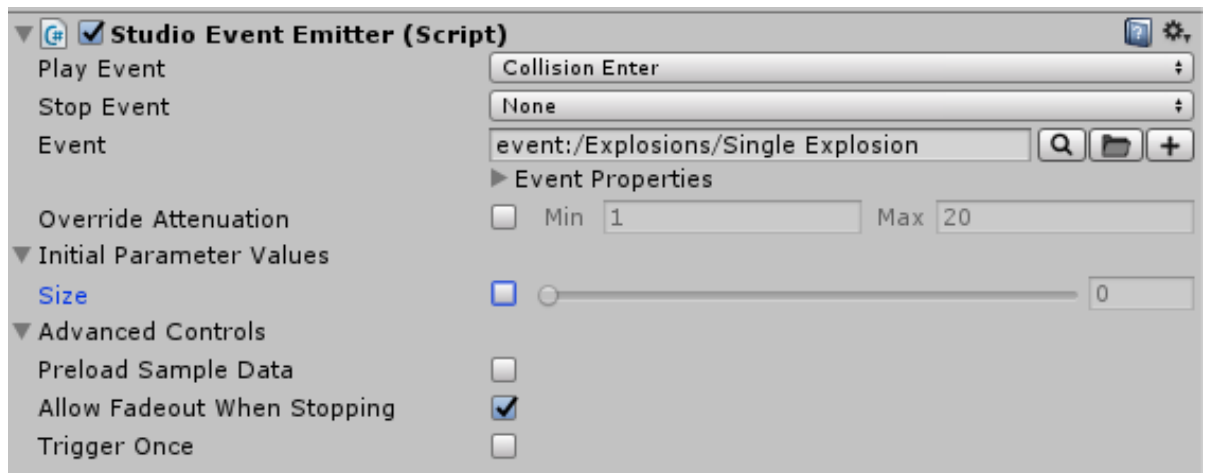 Studio Event Emitter (Script)
Play Event Collision Enter
Stop Event None
Event event:/Explosions/Single Explosion
Event Properties
Override Attenuation Min 1 Max 20
Initial Parameter Values
Size 0
Advanced Controls
Preload Sample Data
Allow Fadeout When Stopping
Trigger Once